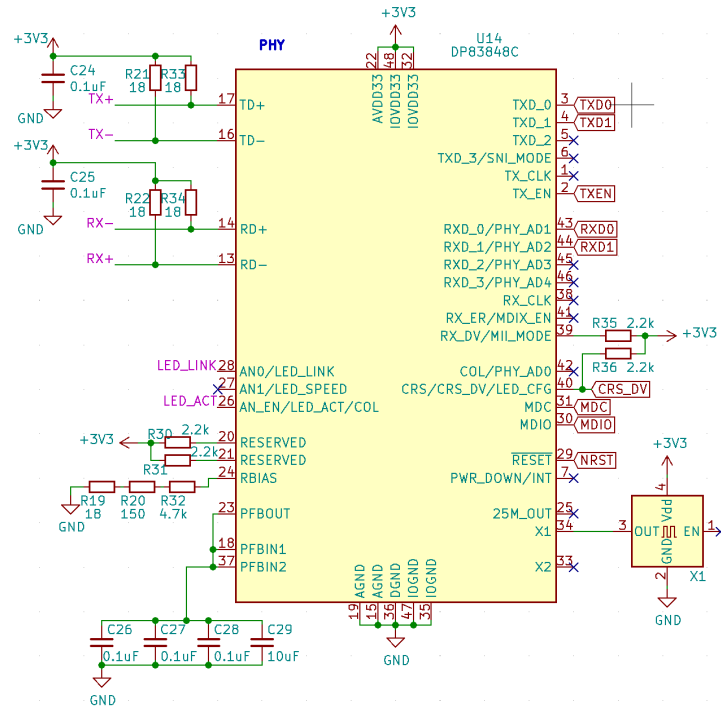 +3V3
PHY
U14
DP83848C
+3V3
C24
0.1uF
R21
18
R33
18
TX+
GND
TX-
+3V3
C25
0.1uF
R22
18
R34
18
GND
RX-
RX+
22
48
32
AVDD33
IOVDD33
IOVDD33
17 TD+
16 TD-
14 RD+
13 RD-
TXD_0 3 TXD0
TXD_1 4 TXD1
TXD_2 5
TXD_3/SNI_MODE 6
TX_CLK 1
TX_EN 2 TXEN
RXD_0/PHY_AD1 43 RXD0
RXD_1/PHY_AD2 44 RXD1
RXD_2/PHY_AD3 45
RXD_3/PHY_AD4 46
RX_CLK 38
RX_ER/MDIX_EN 41
RX_DV/MII_MODE 39
R35 2.2k
+3V3
R36 2.2k
LED_LINK 28 AN0/LED_LINK
27 AN1/LED_SPEED
LED_ACT 26 AN_EN/LED_ACT/COL
COL/PHY_AD0 42
CRS/CRS_DV/LED_CFG 40 CRS_DV
MDC 31 MDC
MDIO 30 MDIO
+3V3
R30 2.2k
20 RESERVED
2.2k
R31
21 RESERVED
24 RBIAS
R19
18
R20
150
R32
4.7k
GND
23 PFBOUT
18 PFBIN1
37 PFBIN2
RESET 29 NRST
PWR_DOWN/INT 7
25M_OUT 25
X1 34
X2 33
+3V3
4
Vdd
3 OUT
EN 1
GND
2
X1
GND
AGND
AGND
DGND
IOGND
IOGND
19
15
36
47
35
GND
C26
0.1uF
C27
0.1uF
C28
0.1uF
C29
10uF
GND